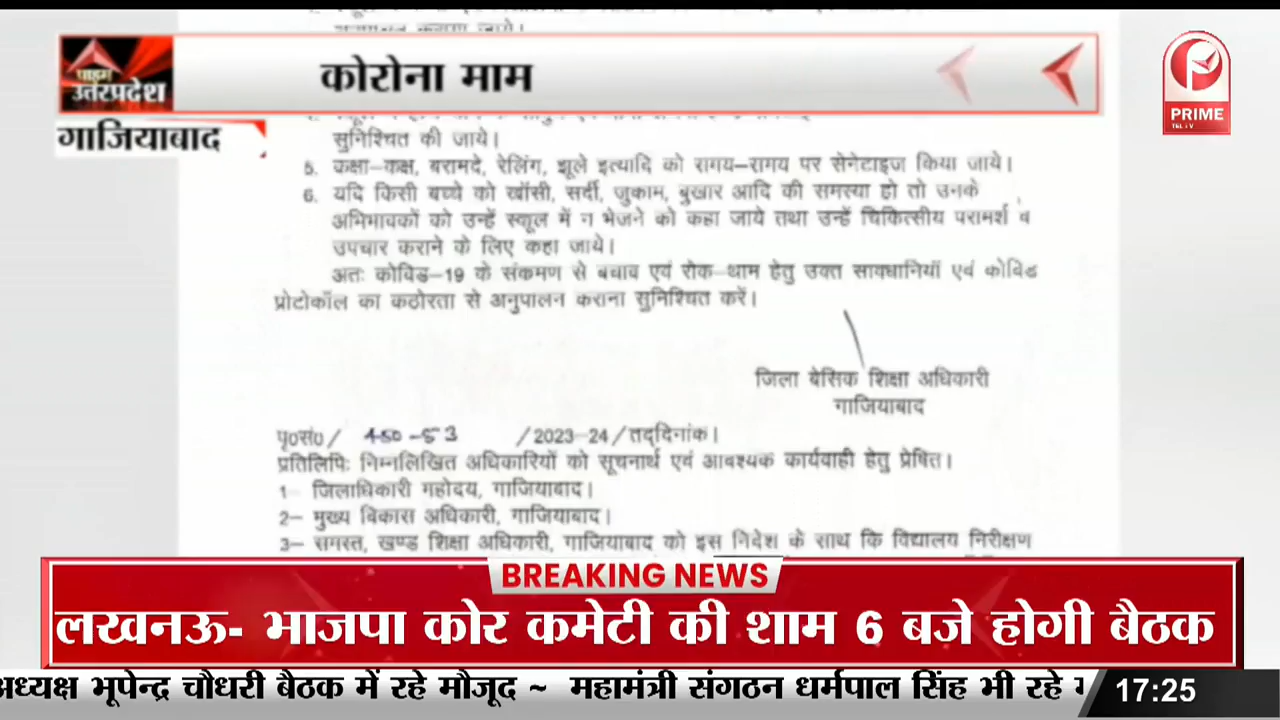 कोरोना माम
प्राइम
उत्तरप्रदेश
PRIME
TEL TV
गाजियाबाद
सुनिश्चित की जाये।
5. कक्षा-कक्ष, बरामदे, रेलिंग, झूले इत्यादि को समय-समय पर सेनेटाइज किया जाये।
6. यदि किसी बच्चे को खॉसी, सर्दी, जुकाम, बुखार आदि की समस्या हो तो उनके
अभिभावकों को उन्हें स्कूल में न भेजने को कहा जाये तथा उन्हें चिकित्सीय परामर्श व
उपचार कराने के लिए कहा जाये।
अतः कोविड-19 के संकमण से बचाव एवं रोक-थाम हेतु उक्त सावधानियों एवं कोविड
प्रोटोकॉल का कठोरता से अनुपालन कराना सुनिश्चित करें।
जिला बेसिक शिक्षा अधिकारी
गाजियाबाद
पृ0सं0/ 450-53 /2023-24/तद्दिनांक।
प्रतिलिपिः निम्नलिखित अधिकारियों को सूचनार्थ एवं आवश्यक कार्यवाही हेतु प्रेषित।
1- जिलाधिकारी महोदय, गाजियाबाद।
2- मुख्य विकास अधिकारी, गाजियाबाद।
3- समस्त, खण्ड शिक्षा अधिकारी, गाजियाबाद को इस निर्देश के साथ कि विद्यालय निरीक्षण
BREAKING NEWS
लखनऊ- भाजपा कोर कमेटी की शाम 6 बजे होगी बैठक
अध्यक्ष भूपेन्द्र चौधरी बैठक में रहे मौजूद ~ महामंत्री संगठन धर्मपाल सिंह भी रहे
17:25